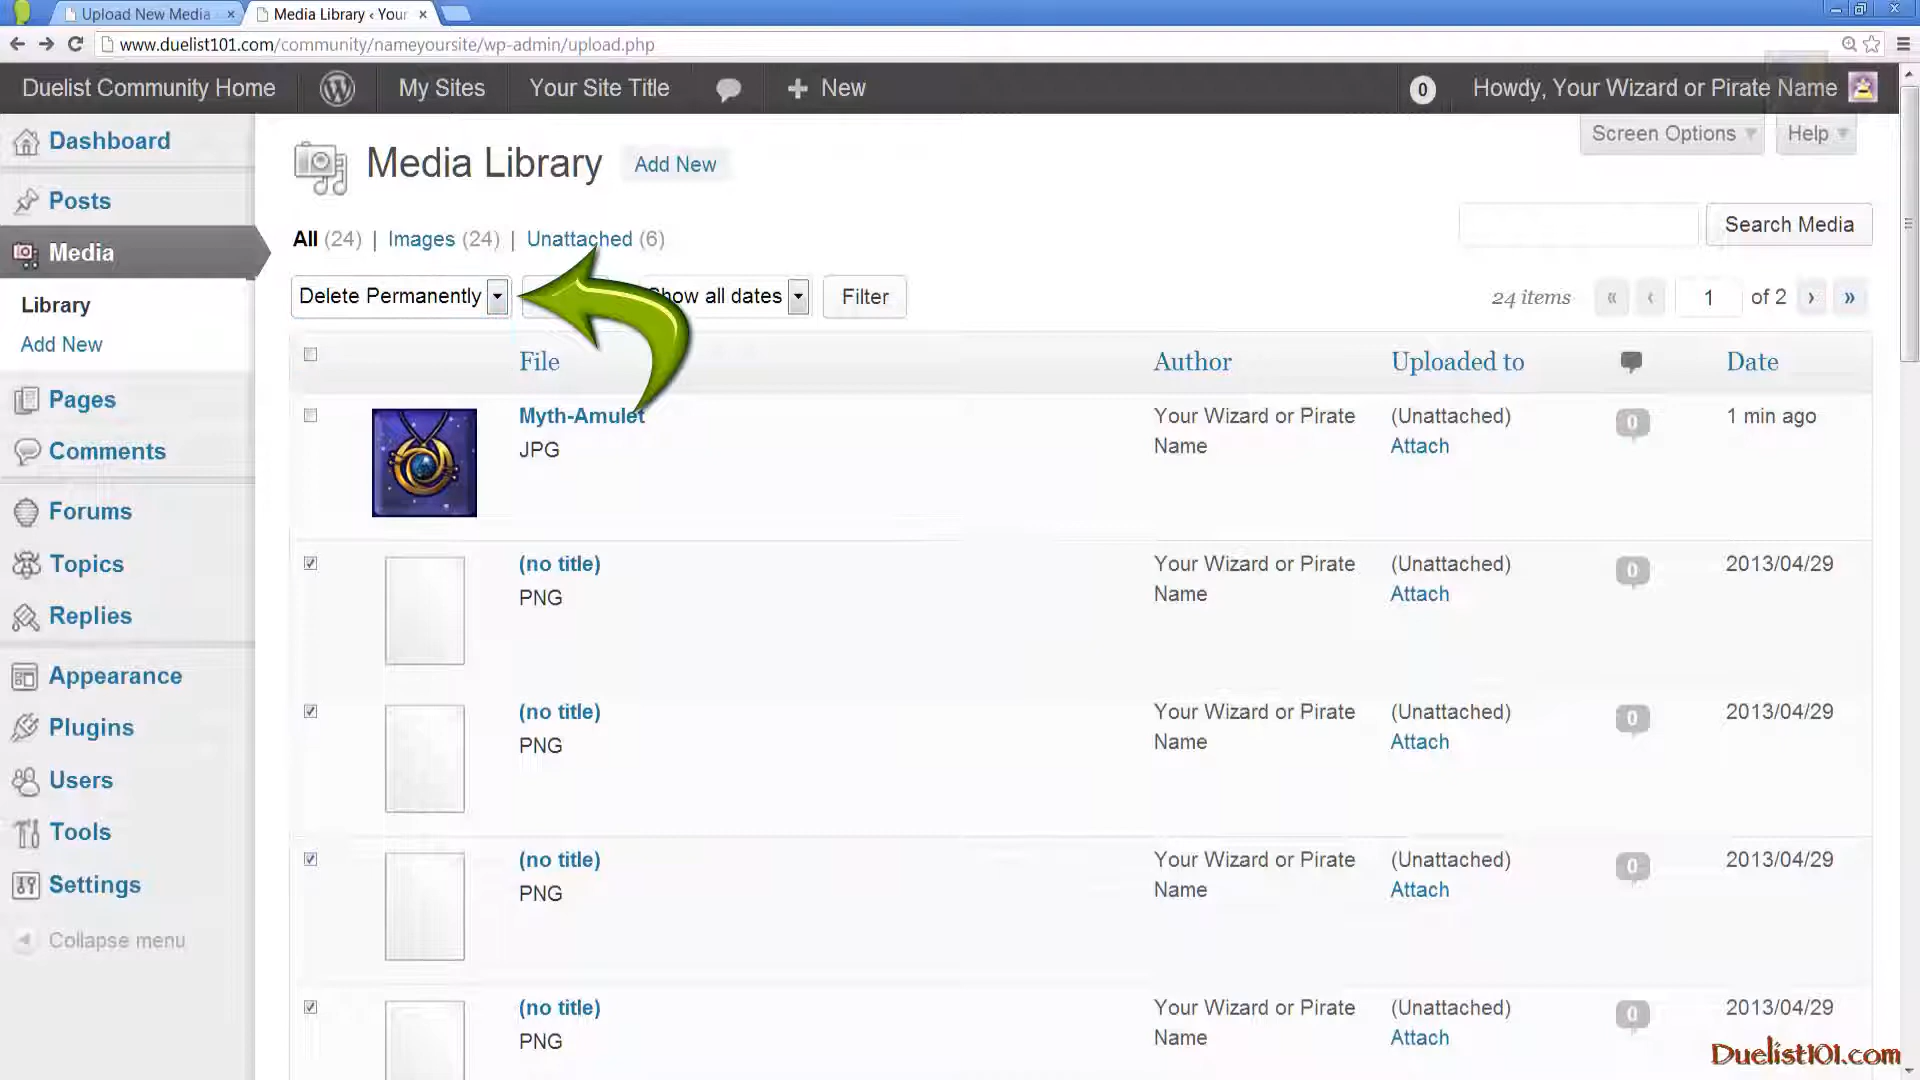 Upload New Media
Media Library ‹ Your
www.duelist101.com/community/nameyoursite/wp-admin/upload.php
Duelist Community Home My Sites Your Site Title New 0 Howdy, Your Wizard or Pirate Name
Screen Options Help
Dashboard
Posts
Media
Library
Add New
Pages
Comments
Forums
Topics
Replies
Appearance
Plugins
Users
Tools
Settings
Collapse menu
Media Library Add New
Search Media
All (24) | Images (24) | Unattached (6)
Delete Permanently Show all dates Filter 24 items « ‹ 1 of 2 › »
File Author Uploaded to Date
Myth-Amulet Your Wizard or Pirate (Unattached) 0 1 min ago
JPG Name Attach
(no title) Your Wizard or Pirate (Unattached) 0 2013/04/29
PNG Name Attach
(no title) Your Wizard or Pirate (Unattached) 0 2013/04/29
PNG Name Attach
(no title) Your Wizard or Pirate (Unattached) 0 2013/04/29
PNG Name Attach
(no title) Your Wizard or Pirate (Unattached) 0 2013/04/29
PNG Name Attach
Duelist101.com